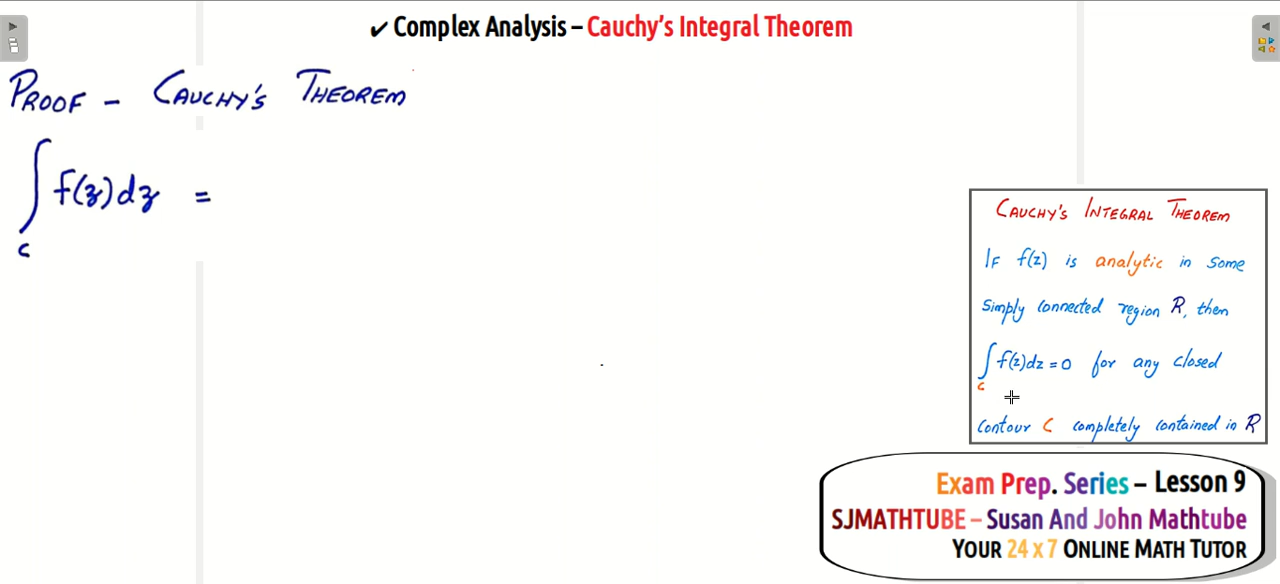 ✔ Complex Analysis – Cauchy's Integral Theorem
PROOF - CAUCHY'S THEOREM
∫_C f(z)dz =
CAUCHY'S INTEGRAL THEOREM
IF f(z) is analytic in some
simply connected region R, then
∫_C f(z)dz = 0 for any closed
contour C completely contained in R
Exam Prep. Series – Lesson 9
SJMATHTUBE – Susan And John Mathtube
YOUR 24 x 7 ONLINE MATH TUTOR